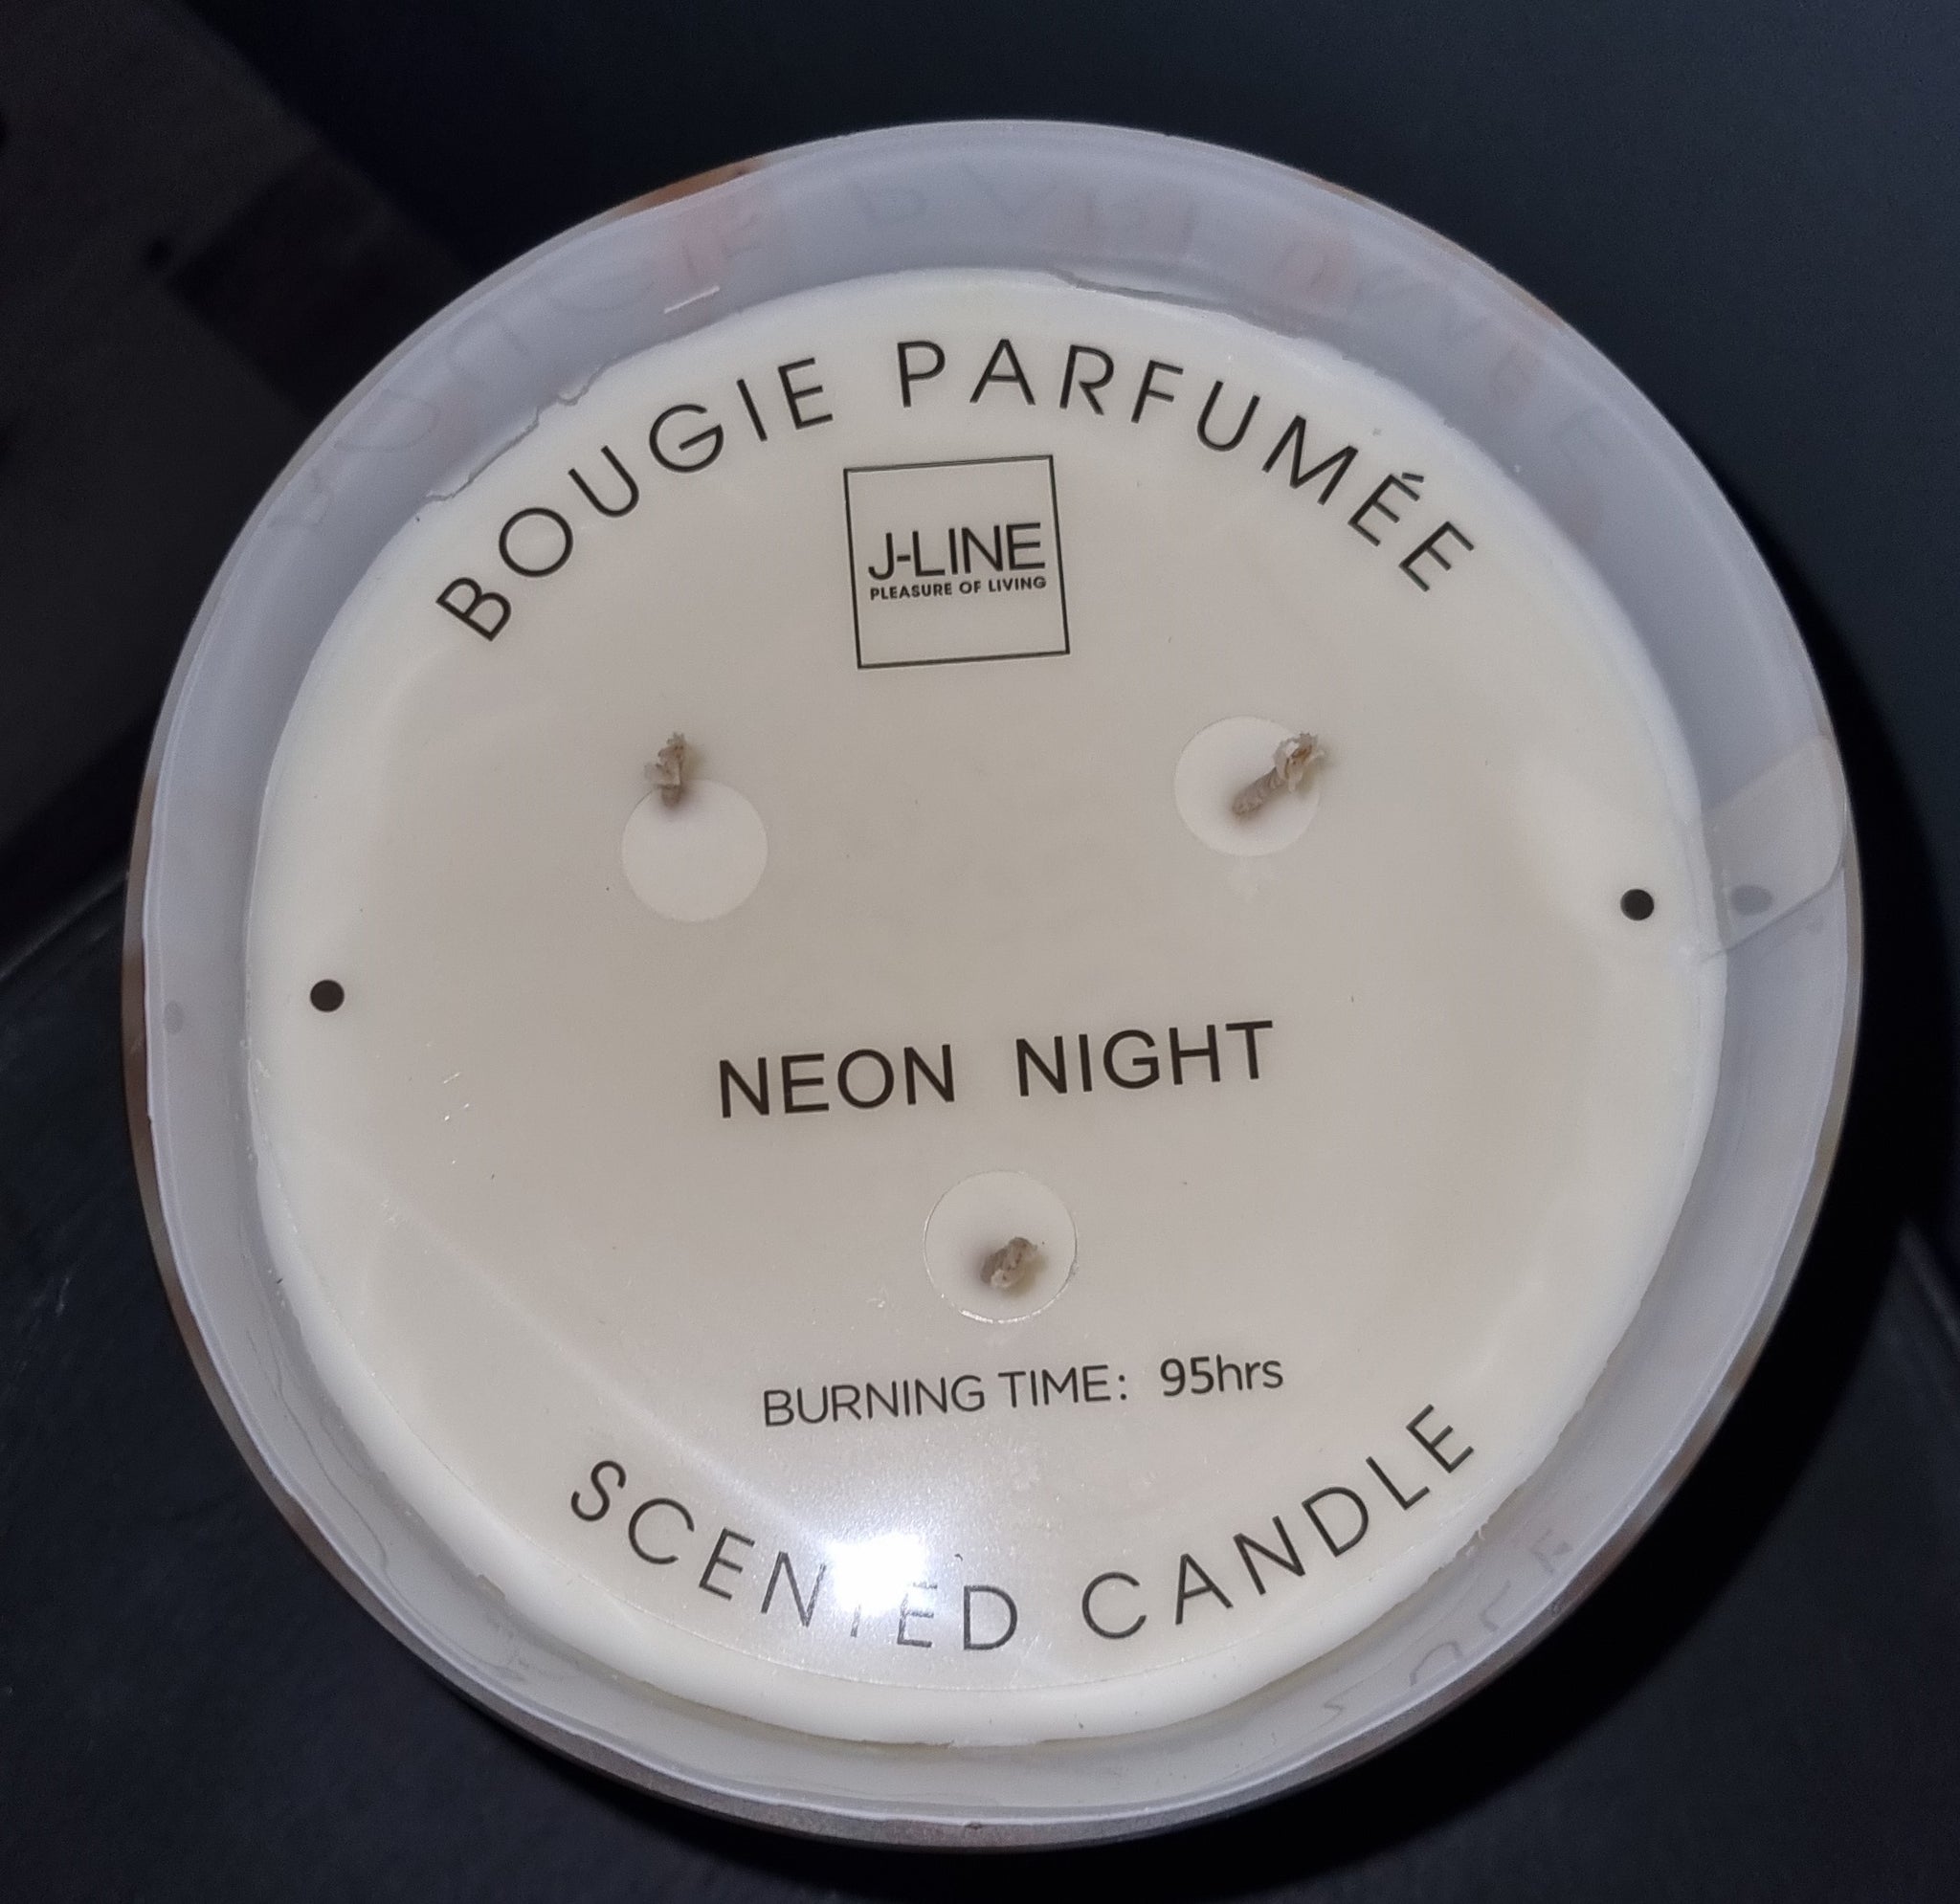 BOUGIE PARFUMÉE
J-LINE
PLEASURE OF LIVING
NEON NIGHT
BURNING TIME: 95hrs
SCENTED CANDLE